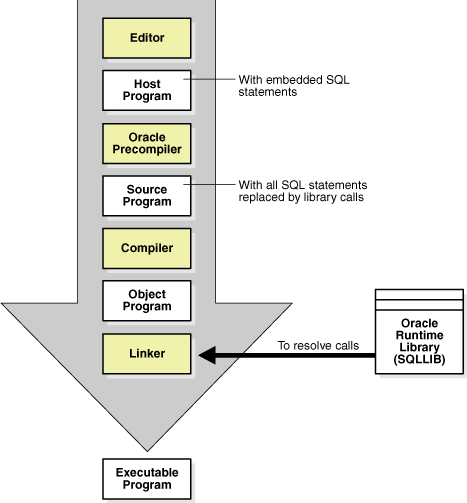 Editor
Host
Program
With embedded SQL
statements
Oracle
Precompiler
Source
Program
With all SQL statements
replaced by library calls
Compiler
Object
Program
Linker
To resolve calls
Oracle
Runtime
Library
(SQLLIB)
Executable
Program